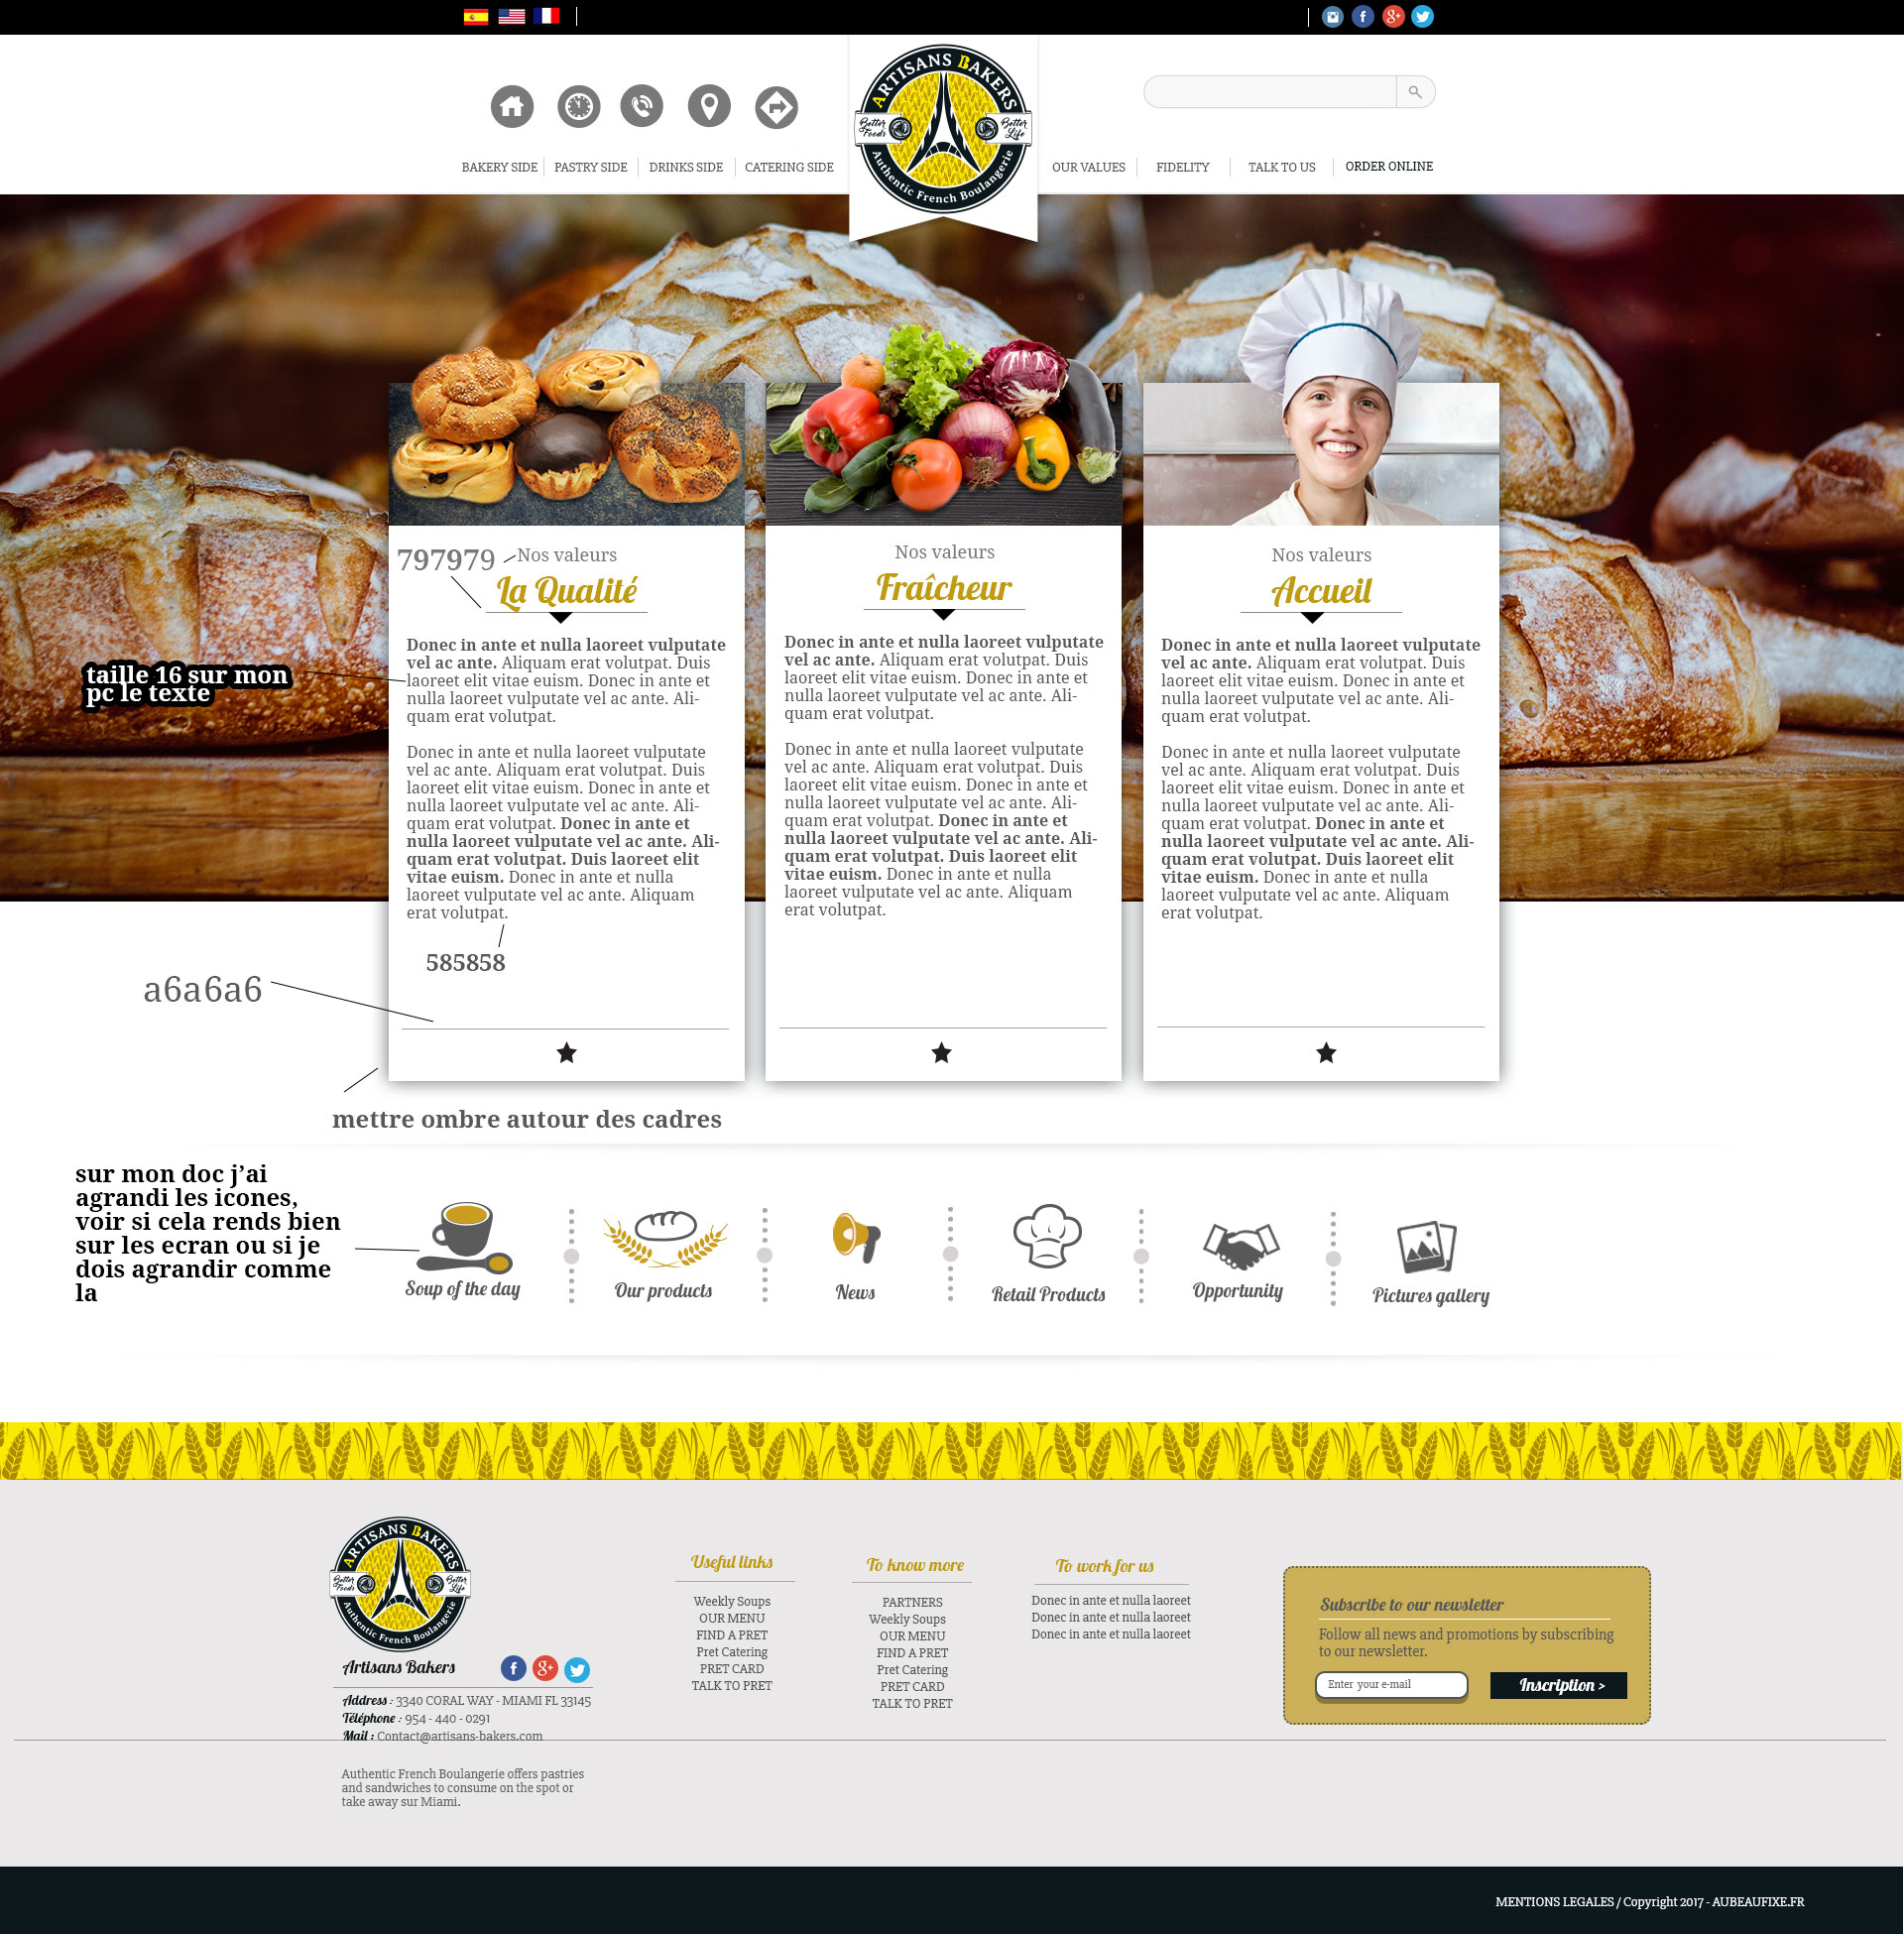 ARTISANS BAKERS
Better Foods
Better Life
Authentic French Boulangerie
BAKERY SIDE
PASTRY SIDE
DRINKS SIDE
CATERING SIDE
OUR VALUES
FIDELITY
TALK TO US
ORDER ONLINE
797979
Nos valeurs
La Qualité
Donec in ante et nulla laoreet vulputate
vel ac ante. Aliquam erat volutpat. Duis
laoreet elit vitae euism. Donec in ante et
nulla laoreet vulputate vel ac ante. Ali-
quam erat volutpat.
Donec in ante et nulla laoreet vulputate
vel ac ante. Aliquam erat volutpat. Duis
laoreet elit vitae euism. Donec in ante et
nulla laoreet vulputate vel ac ante. Ali-
quam erat volutpat. Donec in ante et
nulla laoreet vulputate vel ac ante. Ali-
quam erat volutpat. Duis laoreet elit
vitae euism. Donec in ante et nulla
laoreet vulputate vel ac ante. Aliquam
erat volutpat.
585858
Nos valeurs
Fraîcheur
Donec in ante et nulla laoreet vulputate
vel ac ante. Aliquam erat volutpat. Duis
laoreet elit vitae euism. Donec in ante et
nulla laoreet vulputate vel ac ante. Ali-
quam erat volutpat.
Donec in ante et nulla laoreet vulputate
vel ac ante. Aliquam erat volutpat. Duis
laoreet elit vitae euism. Donec in ante et
nulla laoreet vulputate vel ac ante. Ali-
quam erat volutpat. Donec in ante et
nulla laoreet vulputate vel ac ante. Ali-
quam erat volutpat. Duis laoreet elit
vitae euism. Donec in ante et nulla
laoreet vulputate vel ac ante. Aliquam
erat volutpat.
Nos valeurs
Accueil
Donec in ante et nulla laoreet vulputate
vel ac ante. Aliquam erat volutpat. Duis
laoreet elit vitae euism. Donec in ante et
nulla laoreet vulputate vel ac ante. Ali-
quam erat volutpat.
Donec in ante et nulla laoreet vulputate
vel ac ante. Aliquam erat volutpat. Duis
laoreet elit vitae euism. Donec in ante et
nulla laoreet vulputate vel ac ante. Ali-
quam erat volutpat. Donec in ante et
nulla laoreet vulputate vel ac ante. Ali-
quam erat volutpat. Duis laoreet elit
vitae euism. Donec in ante et nulla
laoreet vulputate vel ac ante. Aliquam
erat volutpat.
taille 16 sur mon
pc le texte
a6a6a6
mettre ombre autour des cadres
sur mon doc j’ai
agrandi les icones,
voir si cela rends bien
sur les ecran ou si je
dois agrandir comme
la
Soup of the day
Our products
News
Retail Products
Opportunity
Pictures gallery
ARTISANS BAKERS
Better Foods
Better Life
Authentic French Boulangerie
Artisans Bakers
Address : 3340 CORAL WAY - MIAMI FL 33145
Téléphone : 954 - 440 - 0291
Mail : Contact@artisans-bakers.com
Authentic French Boulangerie offers pastries
and sandwiches to consume on the spot or
take away sur Miami.
Useful links
Weekly Soups
OUR MENU
FIND A PRET
Pret Catering
PRET CARD
TALK TO PRET
To know more
PARTNERS
Weekly Soups
OUR MENU
FIND A PRET
Pret Catering
PRET CARD
TALK TO PRET
To work for us
Donec in ante et nulla laoreet
Donec in ante et nulla laoreet
Donec in ante et nulla laoreet
Subscribe to our newsletter
Follow all news and promotions by subscribing
to our newsletter.
Enter your e-mail
Inscription >
MENTIONS LEGALES / Copyright 2017 - AUBEAUFIXE.FR